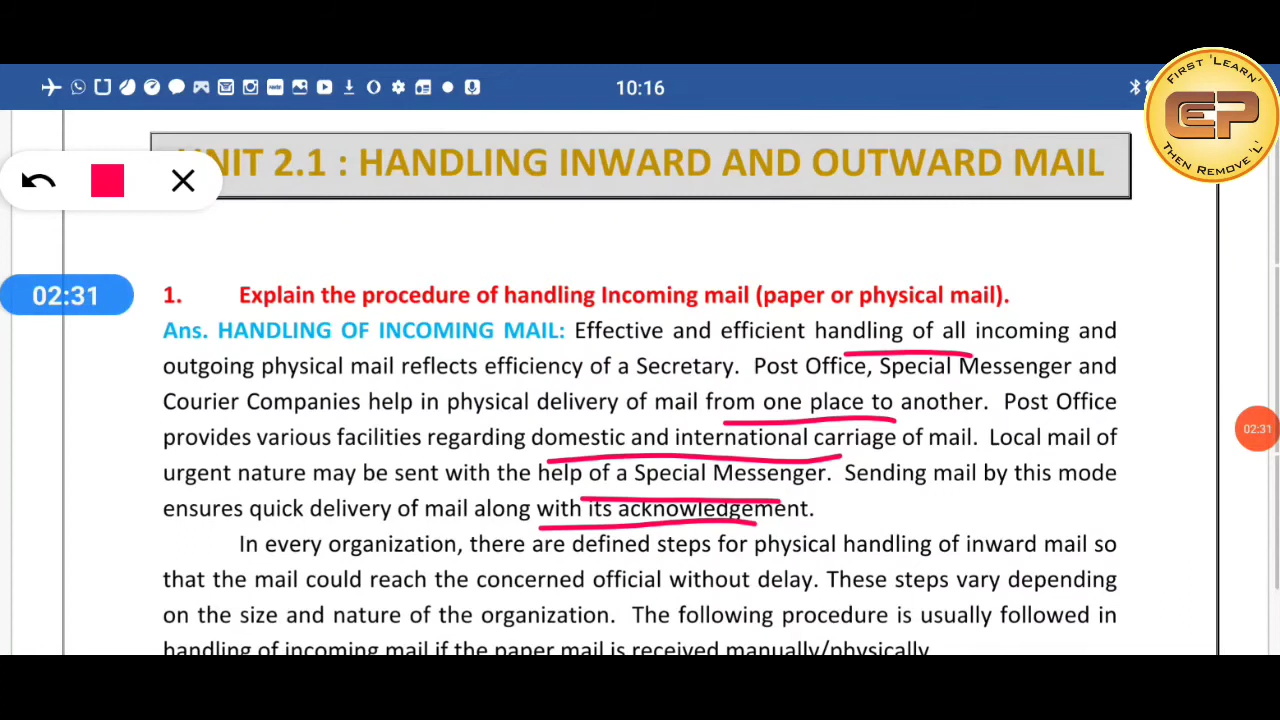 10:16
FIRST 'LEARN'
EP
THEN REMOVE 'L'
UNIT 2.1 : HANDLING INWARD AND OUTWARD MAIL
02:31
1. Explain the procedure of handling Incoming mail (paper or physical mail).
Ans. HANDLING OF INCOMING MAIL: Effective and efficient handling of all incoming and
outgoing physical mail reflects efficiency of a Secretary. Post Office, Special Messenger and
Courier Companies help in physical delivery of mail from one place to another. Post Office
provides various facilities regarding domestic and international carriage of mail. Local mail of
02:31
urgent nature may be sent with the help of a Special Messenger. Sending mail by this mode
ensures quick delivery of mail along with its acknowledgement.
In every organization, there are defined steps for physical handling of inward mail so
that the mail could reach the concerned official without delay. These steps vary depending
on the size and nature of the organization. The following procedure is usually followed in
handling of incoming mail if the paper mail is received manually/physically